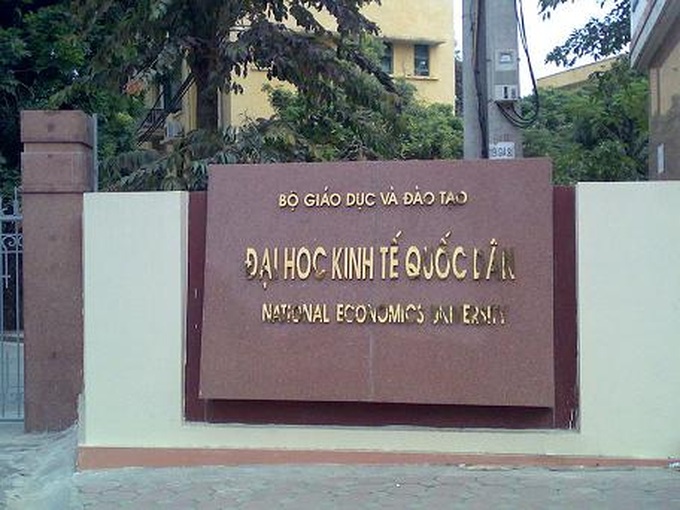 BỘ GIÁO DỤC VÀ ĐÀO TẠO
ĐẠI HỌC KINH TẾ QUỐC DÂN
NATIONAL ECONOMICS UNIVERSITY